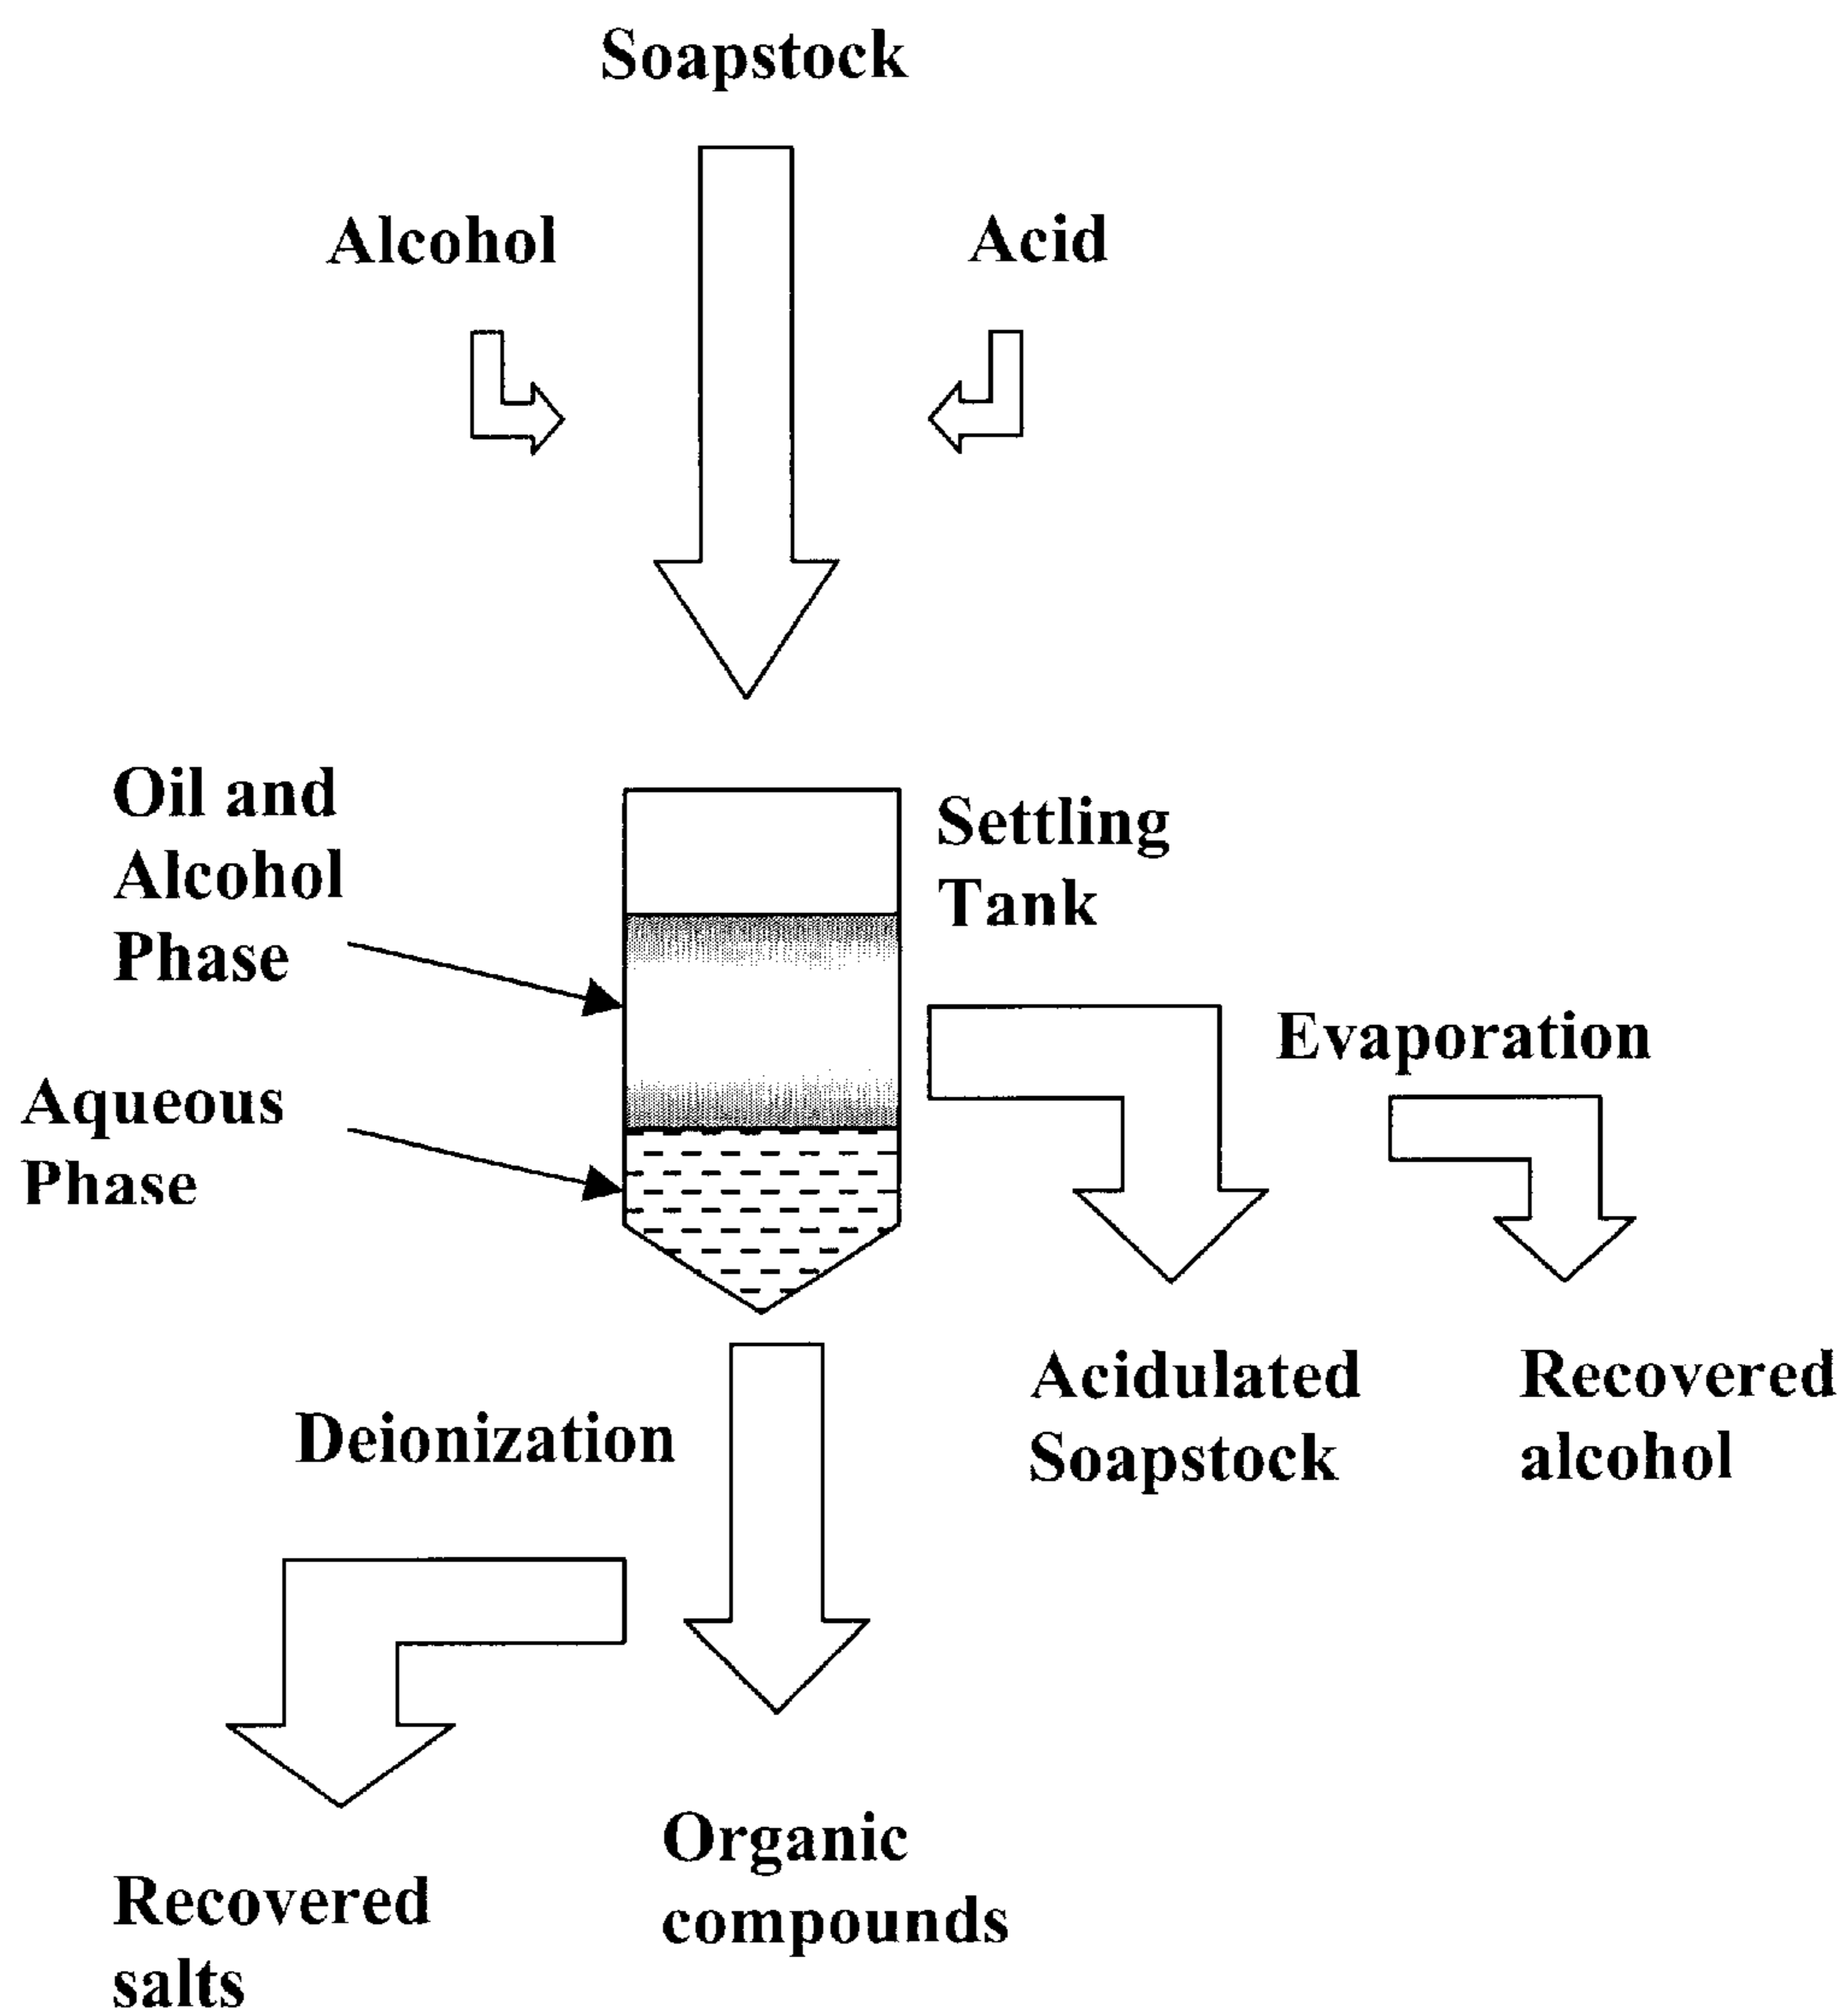 Soapstock
Alcohol
Acid
Oil and
Alcohol
Phase
Settling
Tank
Evaporation
Aqueous
Phase
Acidulated
Soapstock
Recovered
alcohol
Deionization
Organic
compounds
Recovered
salts